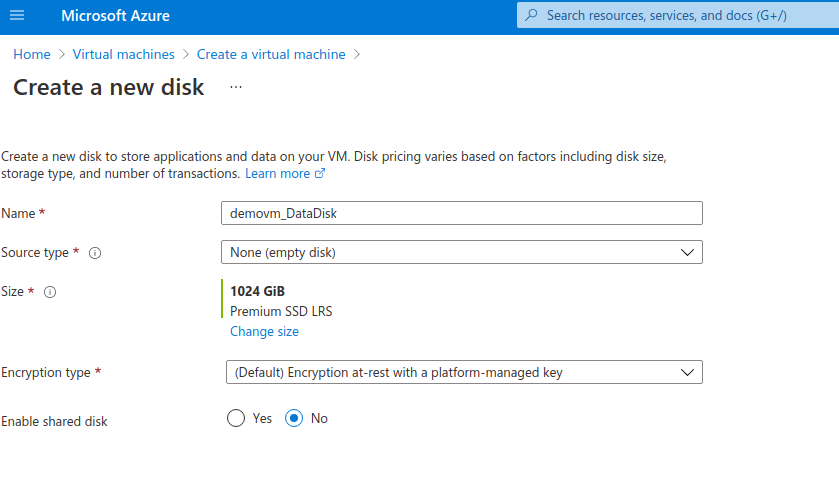 Microsoft Azure
Search resources, services, and docs (G+/)
Home > Virtual machines > Create a virtual machine >
Create a new disk ...
Create a new disk to store applications and data on your VM. Disk pricing varies based on factors including disk size,
storage type, and number of transactions. Learn more
Name *
demovm_DataDisk
Source type *
None (empty disk)
Size *
1024 GiB
Premium SSD LRS
Change size
Encryption type *
(Default) Encryption at-rest with a platform-managed key
Enable shared disk
Yes No